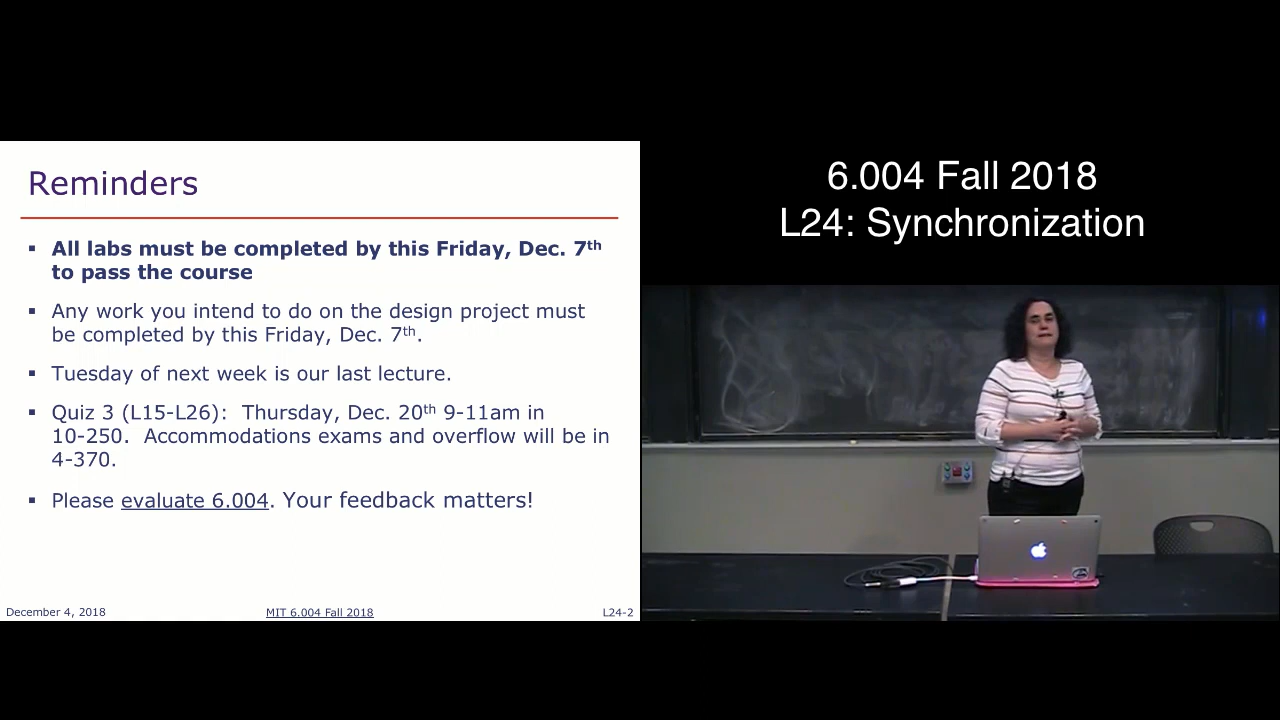 Reminders
▪ All labs must be completed by this Friday, Dec. 7th
to pass the course
▪ Any work you intend to do on the design project must
be completed by this Friday, Dec. 7th.
▪ Tuesday of next week is our last lecture.
▪ Quiz 3 (L15-L26): Thursday, Dec. 20th 9-11am in
10-250. Accommodations exams and overflow will be in
4-370.
▪ Please evaluate 6.004. Your feedback matters!
December 4, 2018
MIT 6.004 Fall 2018
L24-2
6.004 Fall 2018
L24: Synchronization